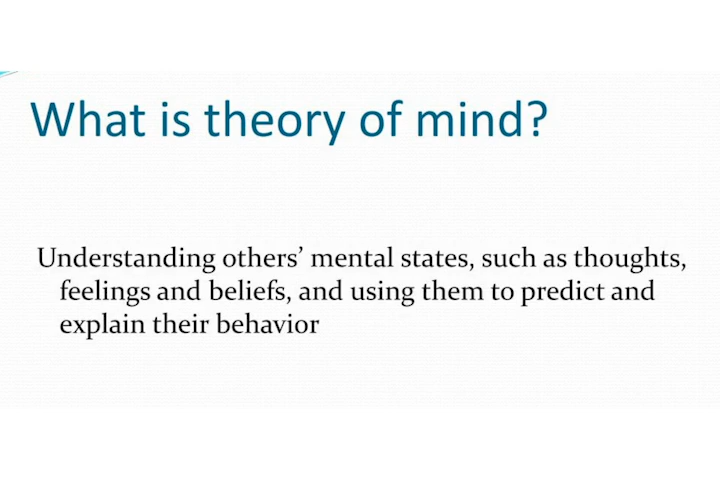 What is theory of mind?
Understanding others’ mental states, such as thoughts,
feelings and beliefs, and using them to predict and
explain their behavior